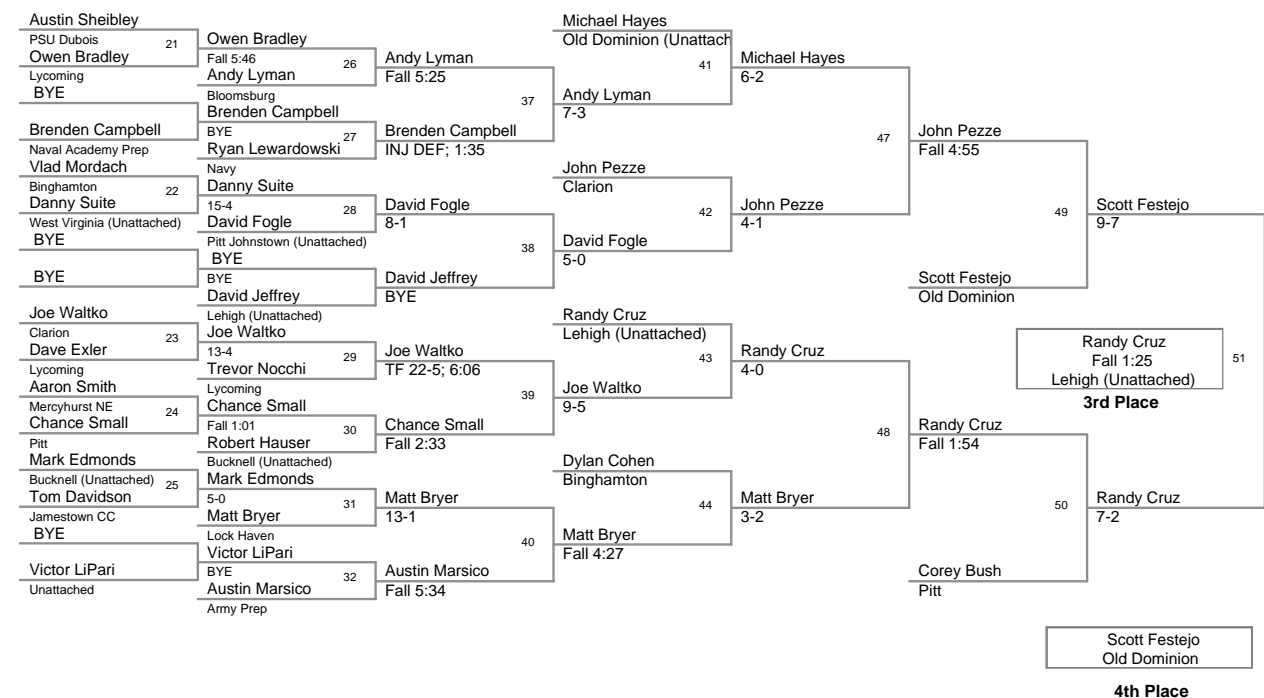 Austin Sheibley
PSU Dubois
21
Owen Bradley
Lycoming
BYE
Brenden Campbell
Naval Academy Prep
Vlad Mordach
Binghamton
22
Danny Suite
West Virginia (Unattached)
BYE
BYE
Joe Waltko
Clarion
23
Dave Exler
Lycoming
Aaron Smith
Mercyhurst NE
24
Chance Small
Pitt
Mark Edmonds
Bucknell (Unattached)
25
Tom Davidson
Jamestown CC
BYE
Victor LiPari
Unattached
Owen Bradley
Fall 5:46
26
Andy Lyman
Bloomsburg
Brenden Campbell
BYE
27
Ryan Lewardowski
Navy
Danny Suite
15-4
28
David Fogle
Pitt Johnstown (Unattached)
BYE
BYE
David Jeffrey
Lehigh (Unattached)
Joe Waltko
13-4
29
Trevor Nocchi
Lycoming
Chance Small
Fall 1:01
30
Robert Hauser
Bucknell (Unattached)
Mark Edmonds
5-0
31
Matt Bryer
Lock Haven
Victor LiPari
BYE
32
Austin Marsico
Army Prep
Andy Lyman
Fall 5:25
37
Brenden Campbell
INJ DEF; 1:35
David Fogle
8-1
38
David Jeffrey
BYE
Joe Waltko
TF 22-5; 6:06
39
Chance Small
Fall 2:33
Matt Bryer
13-1
40
Austin Marsico
Fall 5:34
Michael Hayes
Old Dominion (Unattach
41
Andy Lyman
7-3
John Pezze
Clarion
42
David Fogle
5-0
Randy Cruz
Lehigh (Unattached)
43
Joe Waltko
9-5
Dylan Cohen
Binghamton
44
Matt Bryer
Fall 4:27
Michael Hayes
6-2
47
John Pezze
4-1
Randy Cruz
4-0
48
Matt Bryer
3-2
John Pezze
Fall 4:55
49
Scott Festejo
Old Dominion
Randy Cruz
Fall 1:54
50
Corey Bush
Pitt
Scott Festejo
9-7
Randy Cruz
Fall 1:25
51
Lehigh (Unattached)
3rd Place
Randy Cruz
7-2
Scott Festejo
Old Dominion
4th Place